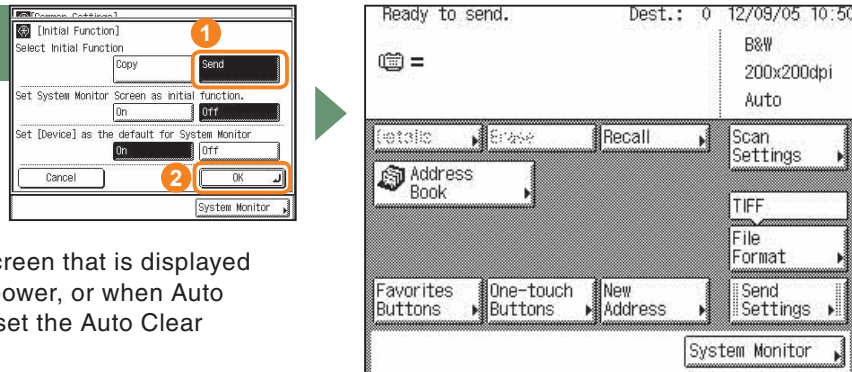 [Common Settings]
[Initial Function]
1
Select Initial Function
Copy Send
Set System Monitor Screen as initial function.
On Off
Set [Device] as the default for System Monitor
On Off
Cancel 2 OK
System Monitor
creen that is displayed
ower, or when Auto
set the Auto Clear
Ready to send. Dest.: 0 12/09/05 10:50
=
B&W
200x200dpi
Auto
Details Erase Recall
Scan
Settings
Address
Book
TIFF
File
Format
Favorites
Buttons
One-touch
Buttons
New
Address
Send
Settings
System Monitor